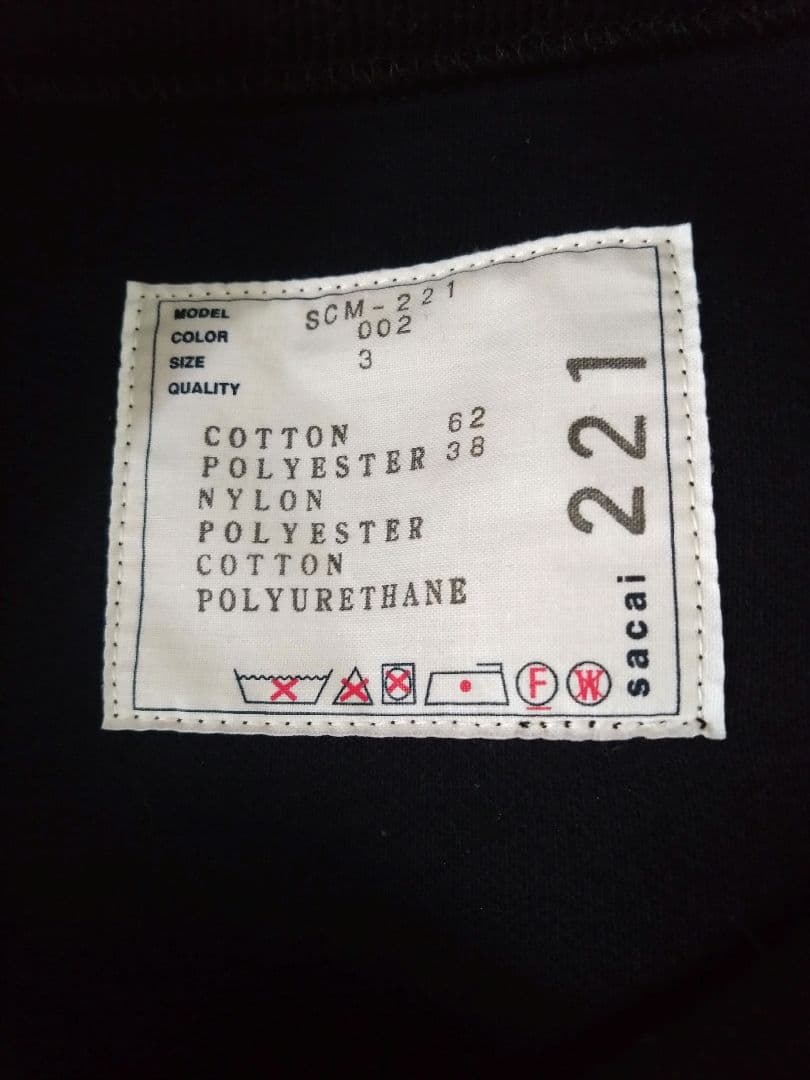 MODEL SCM-221
COLOR 002
SIZE 3
QUALITY
COTTON 62
POLYESTER 38
NYLON
POLYESTER
COTTON
POLYURETHANE
F W
sacai 221